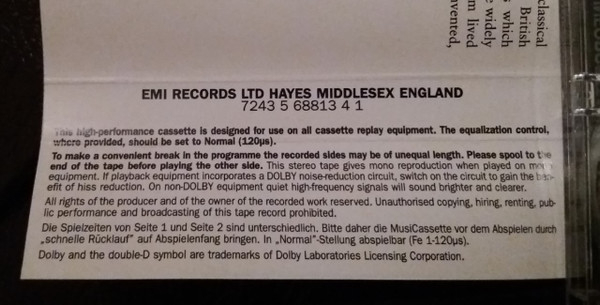 classical
British
s which
e widely
m lived
nvented,
EMI RECORDS LTD HAYES MIDDLESEX ENGLAND
7243 5 68813 4 1
This high-performance cassette is designed for use on all cassette replay equipment. The equalization control,
where provided, should be set to Normal (120µs).
To make a convenient break in the programme the recorded sides may be of unequal length. Please spool to the
end of the tape before playing the other side. This stereo tape gives mono reproduction when played on mono
equipment. If playback equipment incorporates a DOLBY noise-reduction circuit, switch on the circuit to gain the ben-
efit of hiss reduction. On non-DOLBY equipment quiet high-frequency signals will sound brighter and clearer.
All rights of the producer and of the owner of the recorded work reserved. Unauthorised copying, hiring, renting, pub-
lic performance and broadcasting of this tape record prohibited.
Die Spielzeiten von Seite 1 und Seite 2 sind unterschiedlich. Bitte daher die MusiCassette vor dem Abspielen durch
„schnelle Rücklauf" auf Abspielenfang bringen. In „Normal"-Stellung abspielbar (Fe 1-120µs).
Dolby and the double-D symbol are trademarks of Dolby Laboratories Licensing Corporation.